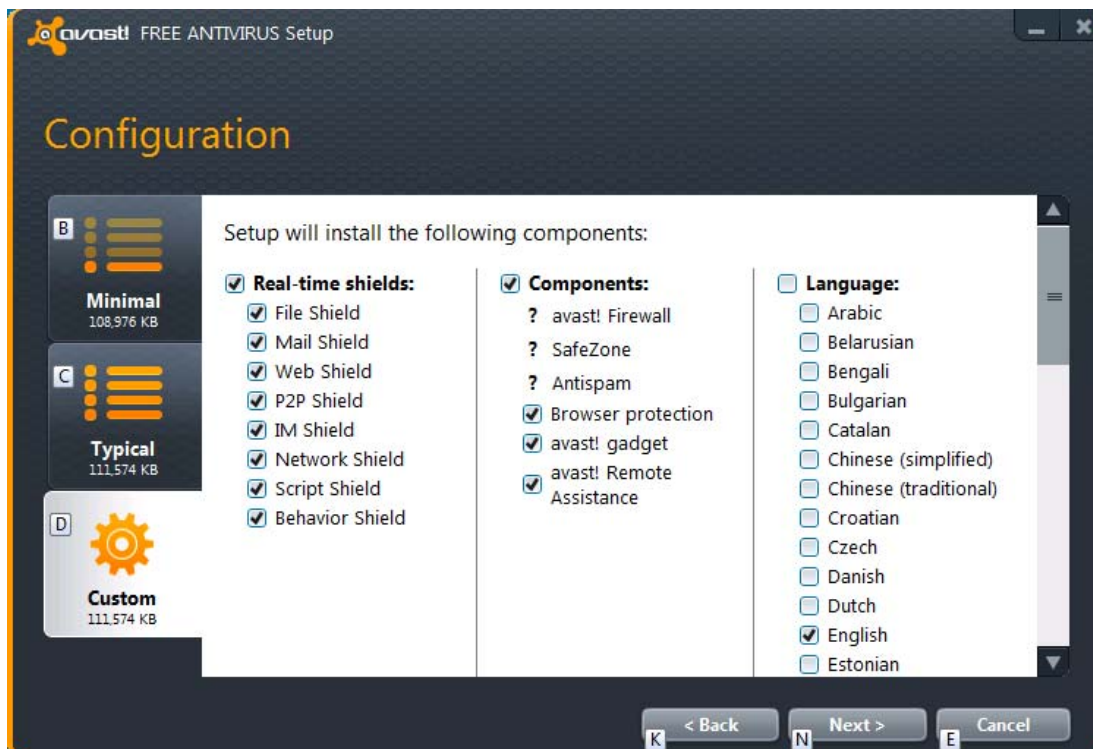 avast! FREE ANTIVIRUS Setup
Configuration
B
Minimal
108,976 KB
C
Typical
111,574 KB
D
Custom
111,574 KB
Setup will install the following components:
Real-time shields:
File Shield
Mail Shield
Web Shield
P2P Shield
IM Shield
Network Shield
Script Shield
Behavior Shield
Components:
? avast! Firewall
? SafeZone
? Antispam
Browser protection
avast! gadget
avast! Remote
Assistance
Language:
Arabic
Belarusian
Bengali
Bulgarian
Catalan
Chinese (simplified)
Chinese (traditional)
Croatian
Czech
Danish
Dutch
English
Estonian
K < Back
N Next >
E Cancel